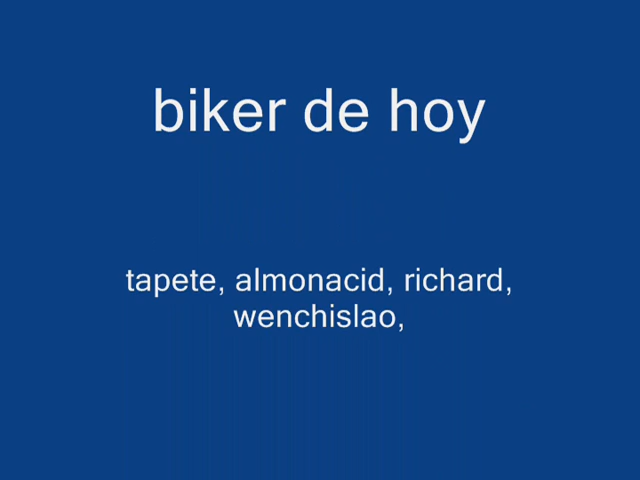 biker de hoy
tapete, almonacid, richard,
wenchislao,